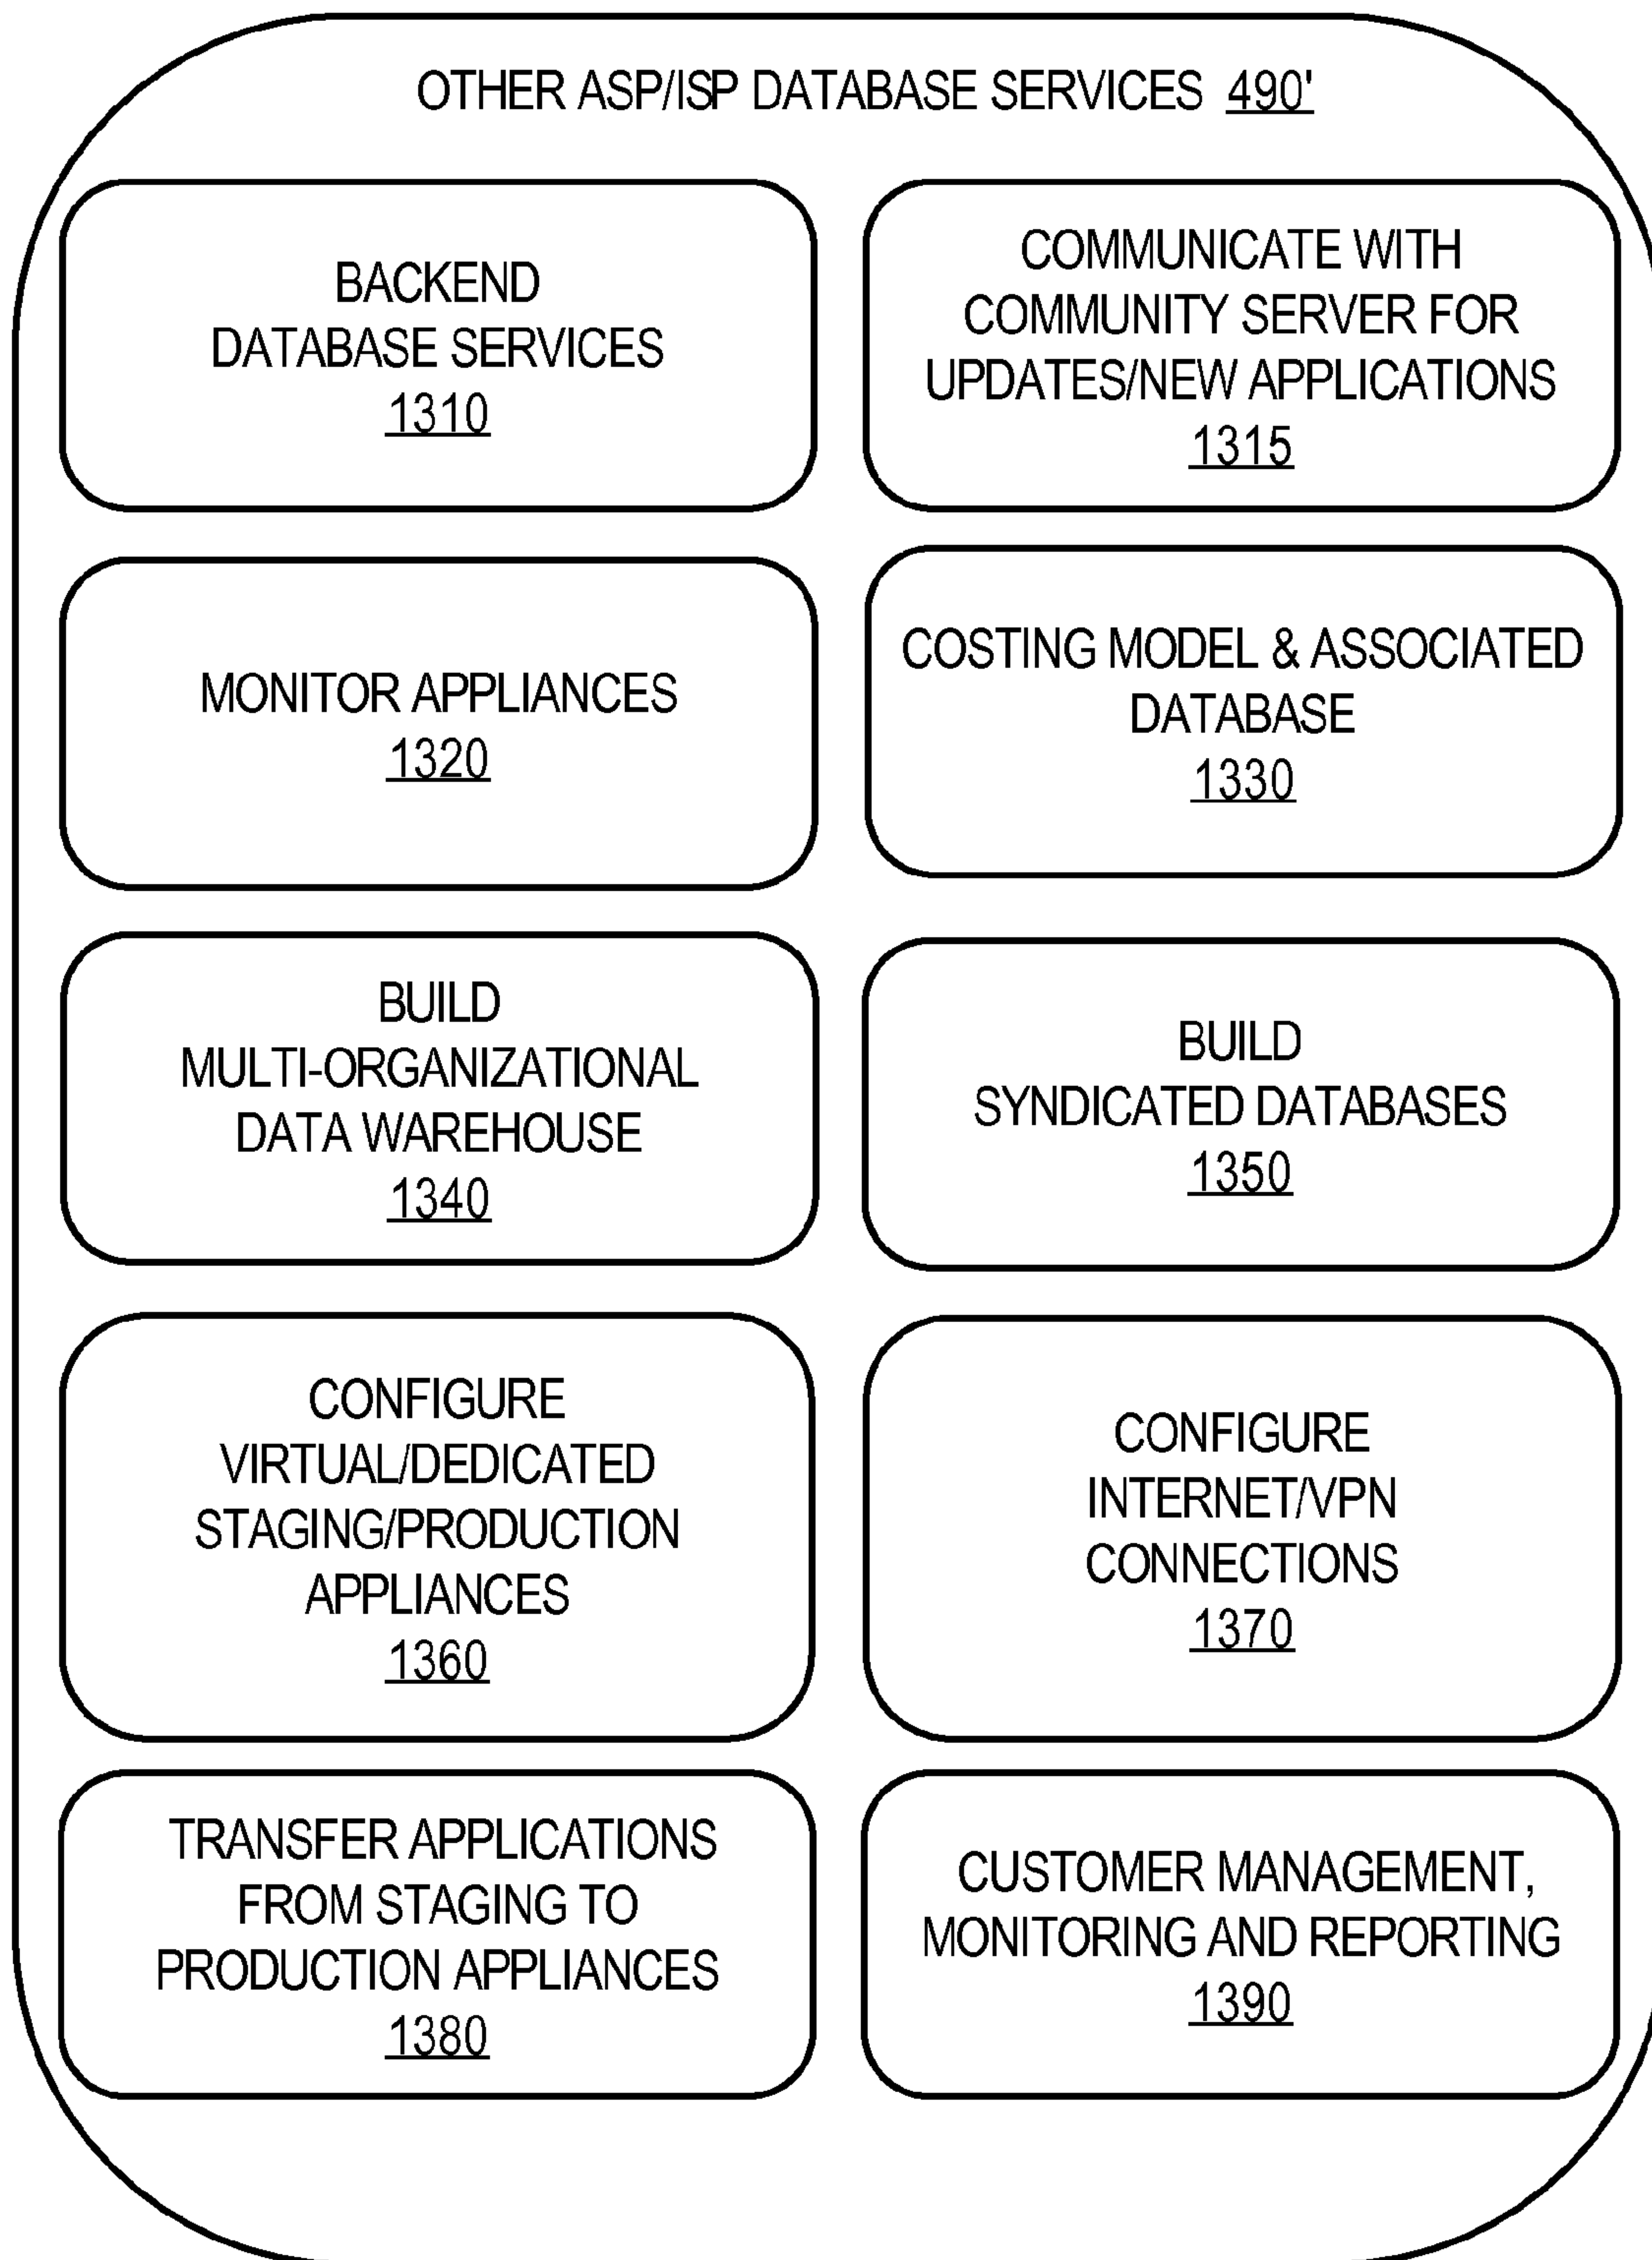 OTHER ASP/ISP DATABASE SERVICES 490'
BACKEND
DATABASE SERVICES
1310
COMMUNICATE WITH
COMMUNITY SERVER FOR
UPDATES/NEW APPLICATIONS
1315
MONITOR APPLIANCES
1320
COSTING MODEL & ASSOCIATED
DATABASE
1330
BUILD
MULTI-ORGANIZATIONAL
DATA WAREHOUSE
1340
BUILD
SYNDICATED DATABASES
1350
CONFIGURE
VIRTUAL/DEDICATED
STAGING/PRODUCTION
APPLIANCES
1360
CONFIGURE
INTERNET/VPN
CONNECTIONS
1370
TRANSFER APPLICATIONS
FROM STAGING TO
PRODUCTION APPLIANCES
1380
CUSTOMER MANAGEMENT,
MONITORING AND REPORTING
1390